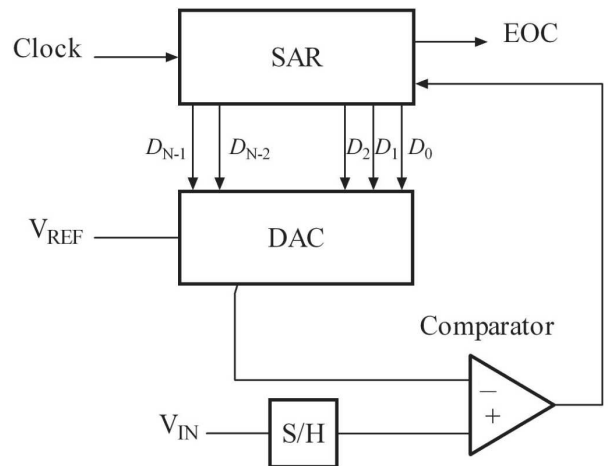 Clock
SAR
EOC
D_{N-1}
D_{N-2}
D_2
D_1
D_0
V_{REF}
DAC
Comparator
−
+
V_{IN}
S/H